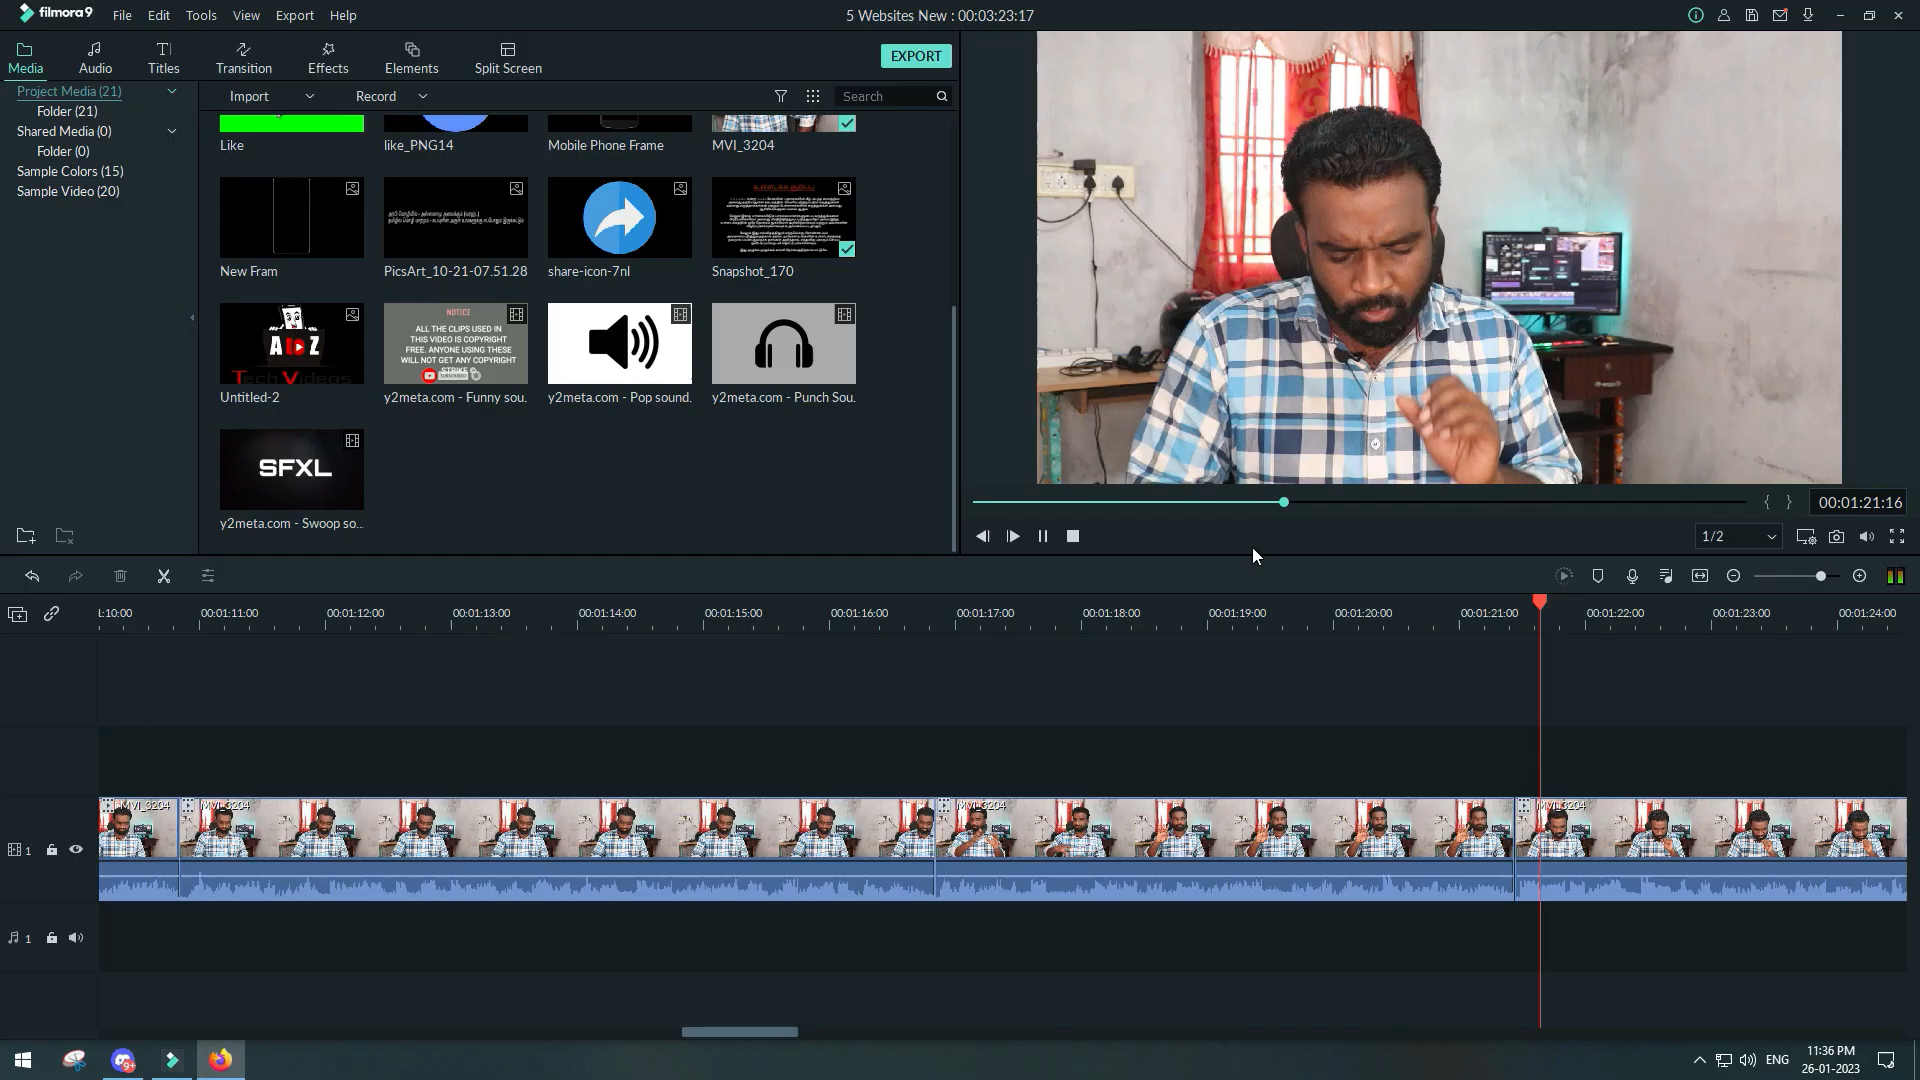 filmora9
File Edit Tools View Export Help
5 Websites New : 00:03:23:17
Media
Audio
Titles
Transition
Effects
Elements
Split Screen
EXPORT
Project Media (21)
Folder (21)
Shared Media (0)
Folder (0)
Sample Colors (15)
Sample Video (20)
Import
Record
Search
Like
like_PNG14
Mobile Phone Frame
MVI_3204
New Fram
PicsArt_10-21-07.51.28
share-icon-7nl
Snapshot_170
A to Z
Tech Videos
NOTICE
ALL THE CLIPS USED IN
THIS VIDEO IS COPYRIGHT
FREE. ANYONE USING THESE
WILL NOT GET ANY COPYRIGHT
STRIKE
Untitled-2
y2meta.com - Funny sou.
y2meta.com - Pop sound.
y2meta.com - Punch Sou.
SFXL
y2meta.com - Swoop so...
00:01:21:16
1/2
00:01:11:00
00:01:12:00
00:01:13:00
00:01:14:00
00:01:15:00
00:01:16:00
00:01:17:00
00:01:18:00
00:01:19:00
00:01:20:00
00:01:21:00
00:01:22:00
00:01:23:00
00:01:24:00
MVI_3204
MVI_3204
MVI_3204
MVI_3204
1
1
9+
ENG
11:36 PM
26-01-2023